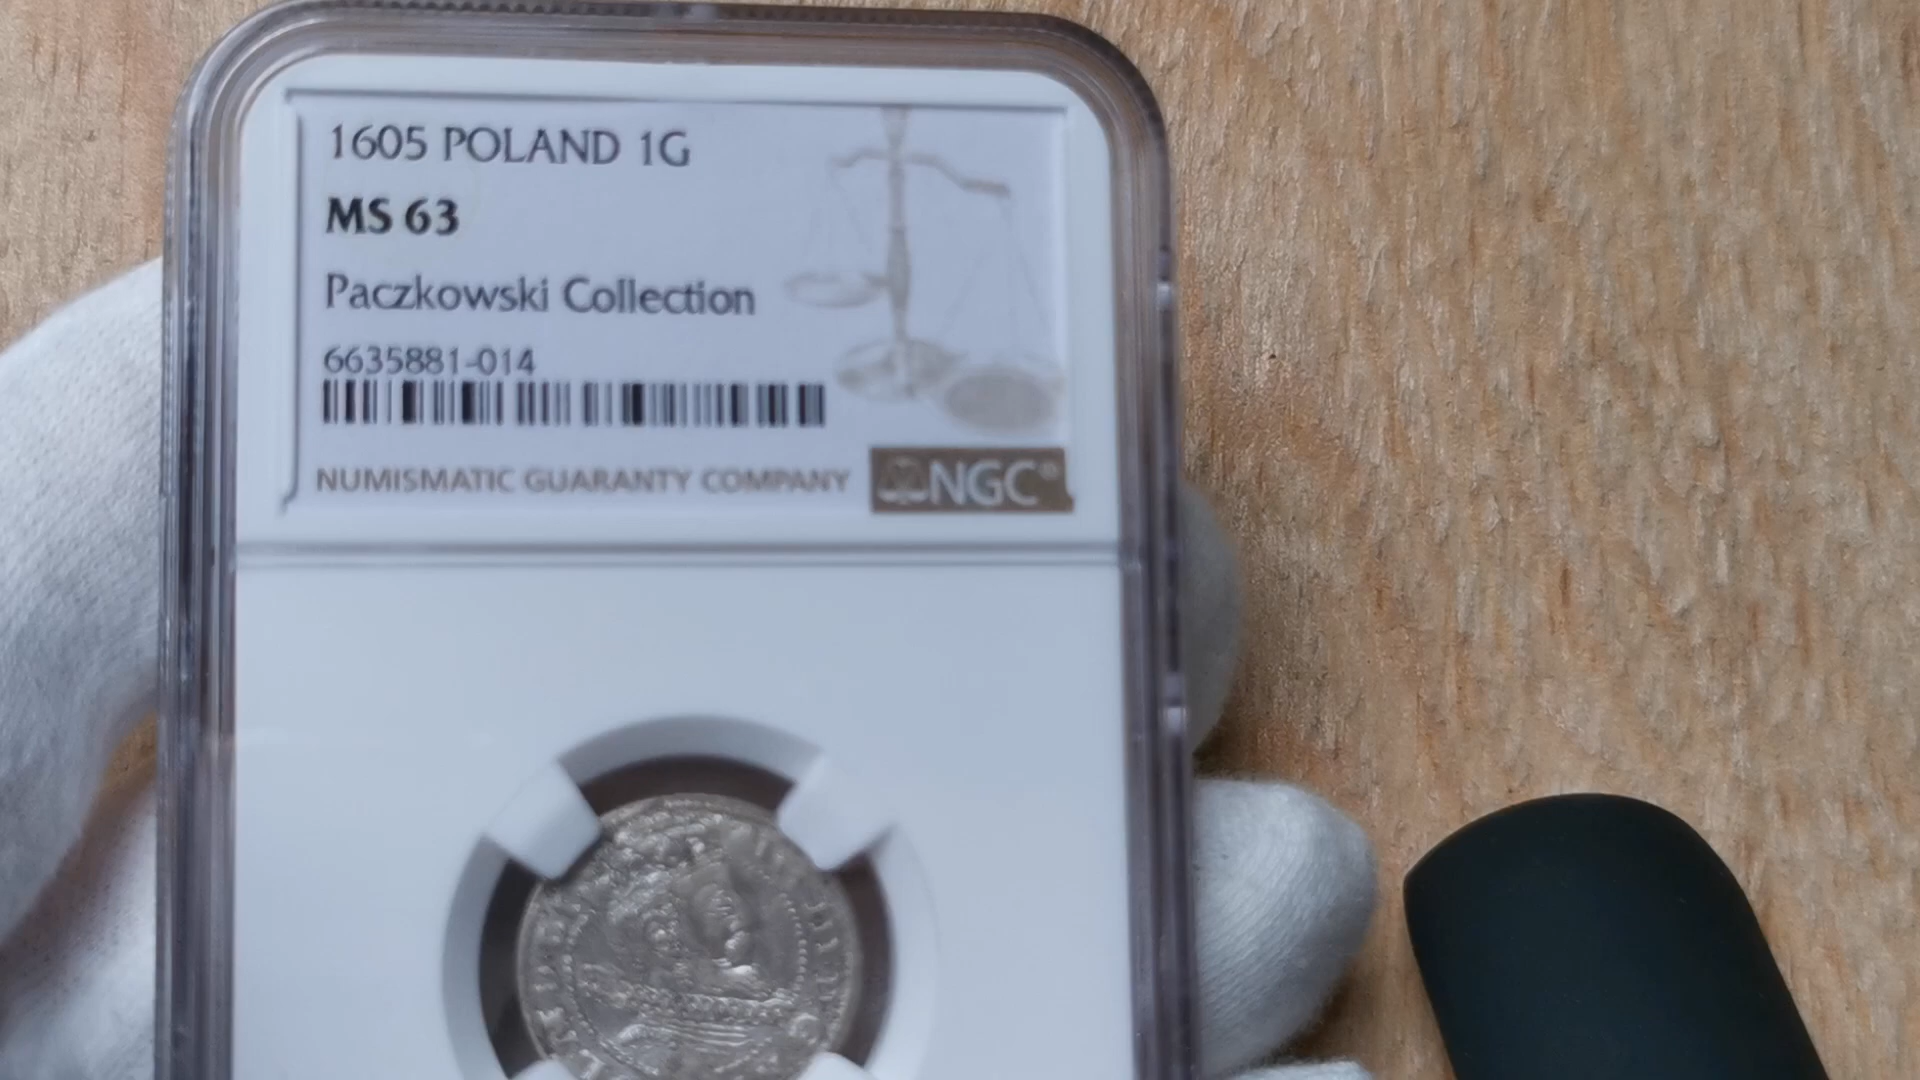 1605 POLAND 1G
MS 63
Paczkowski Collection
6635881-014
NUMISMATIC GUARANTY COMPANY
NGC®